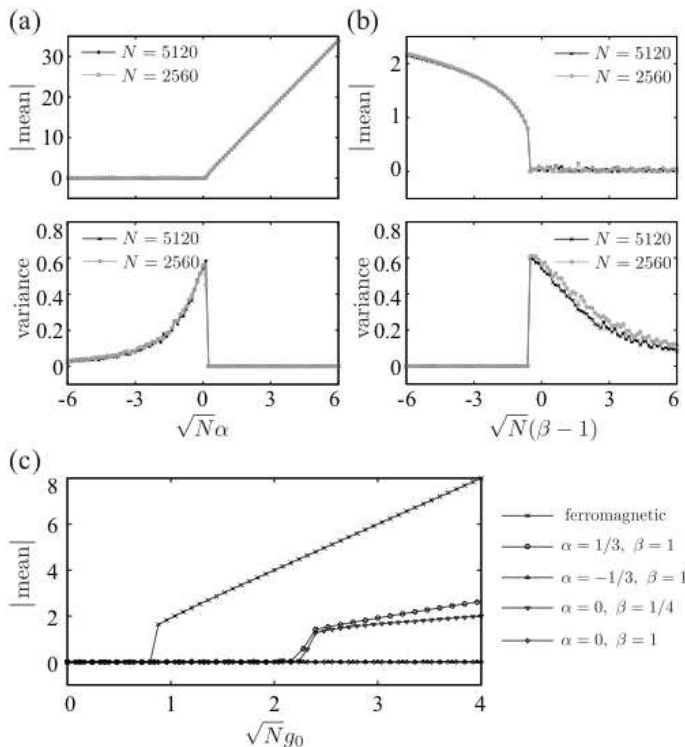 (a)
(b)
30
20
10
0
|mean|
N = 5120
N = 2560
2
1
0
|mean|
N = 5120
N = 2560
0.8
0.6
0.4
0.2
0
variance
N = 5120
N = 2560
-6 -3 0 3 6
√Nα
0.8
0.6
0.4
0.2
0
variance
N = 5120
N = 2560
-6 -3 0 3 6
√N(β − 1)
(c)
8
6
4
2
0
|mean|
0 1 2 3 4
√Ng₀
ferromagnetic
α = 1/3, β = 1
α = −1/3, β = 1
α = 0, β = 1/4
α = 0, β = 1